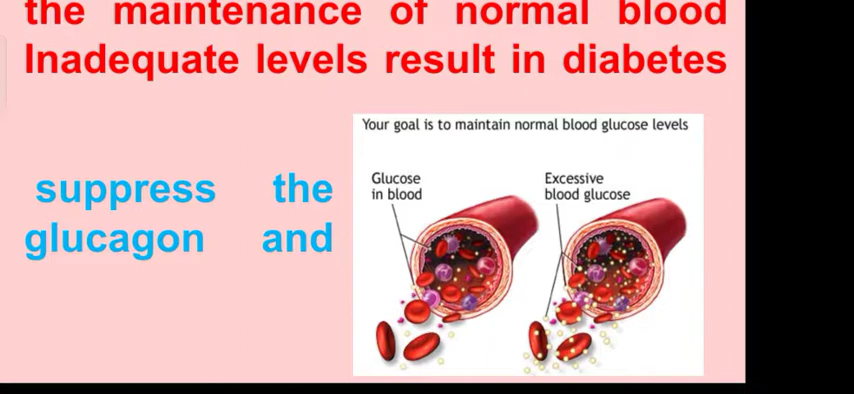 the maintenance of normal blood
Inadequate levels result in diabetes
suppress the
glucagon and
Your goal is to maintain normal blood glucose levels
Glucose
in blood
Excessive
blood glucose